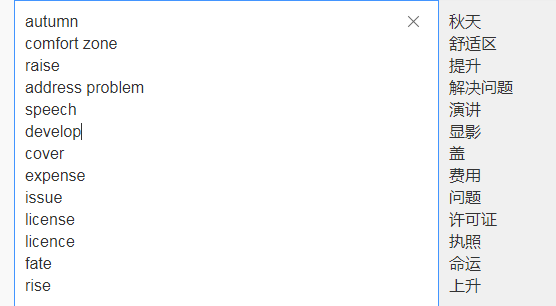 autumn
comfort zone
raise
address problem
speech
develop
cover
expense
issue
license
licence
fate
rise
秋天
舒适区
提升
解决问题
演讲
显影
盖
费用
问题
许可证
执照
命运
上升